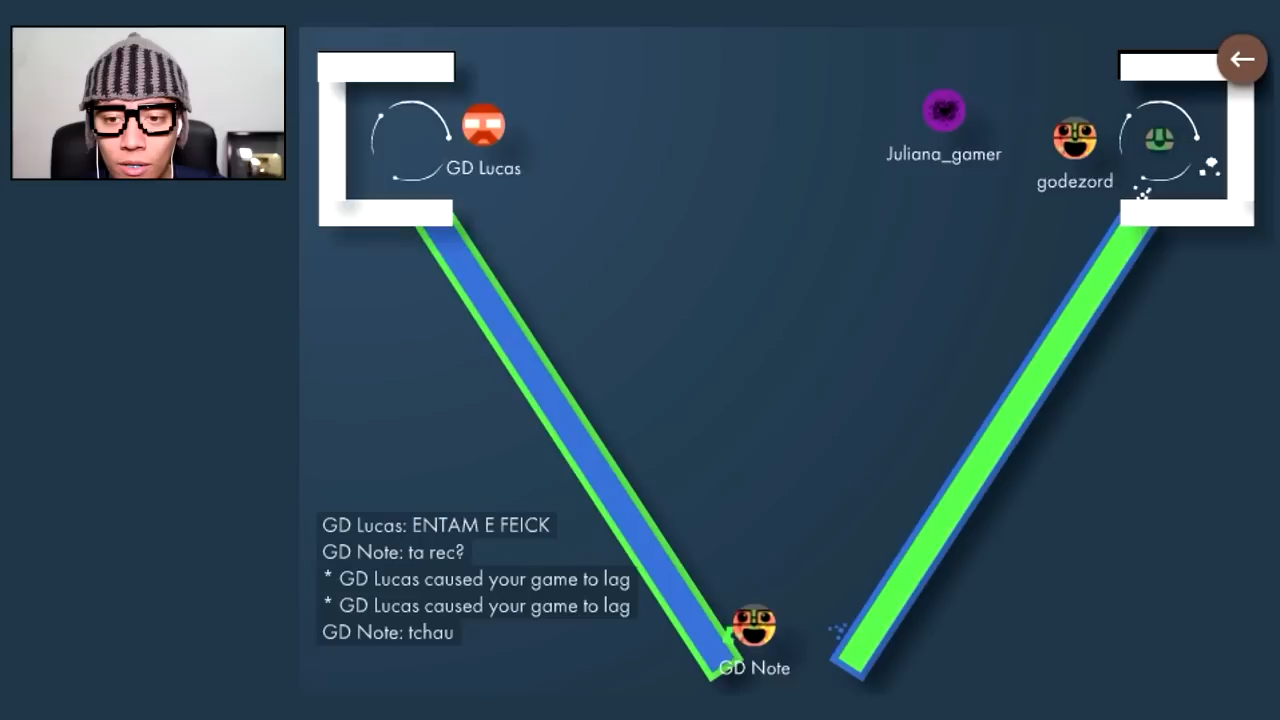 GD Lucas
Juliana_gamer
godezord
GD Lucas: ENTAM E FEICK
GD Note: ta rec?
* GD Lucas caused your game to lag
* GD Lucas caused your game to lag
GD Note: tchau
GD Note